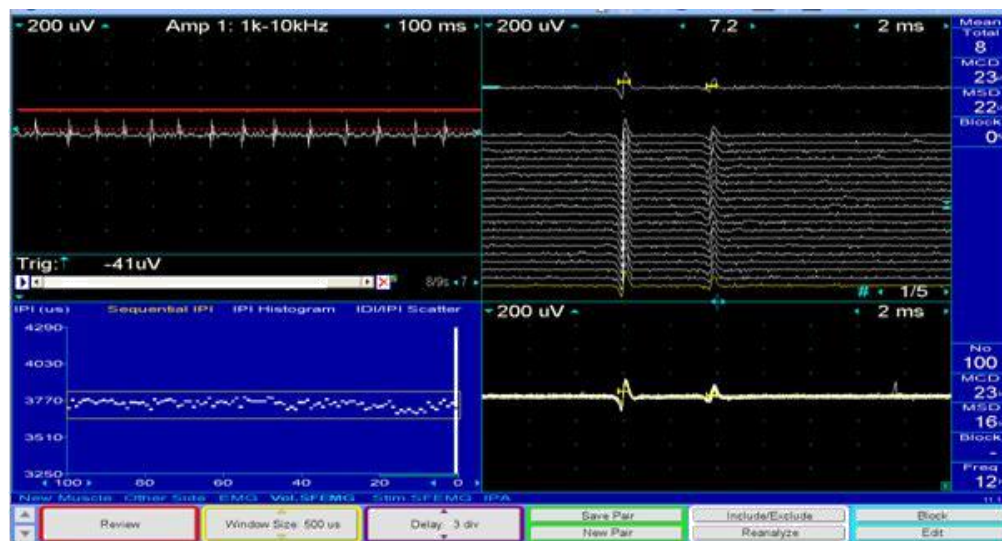 200 uV Amp 1: 1k-10kHz 100 ms
200 uV 7.2 2 ms
Mean
Total
8
MCD
23
MSD
22
Block
0
Trig: -41uV
8/9s 7
# 1/5
IPI (us) Sequential IPI IPI Histogram IDI/IPI Scatter
4290
4030
3770
3510
3250
100 80 60 40 20 0
200 uV 2 ms
No
100
MCD
23
MSD
16
Block
-
Freq
12
New Muscle Other Side EMG Vol.SFEMG Stim SFEMG IPA
11.1
Review
Window Size: 500 us
Delay: 3 div
Save Pair
New Pair
Include/Exclude
Reanalyze
Block
Edit